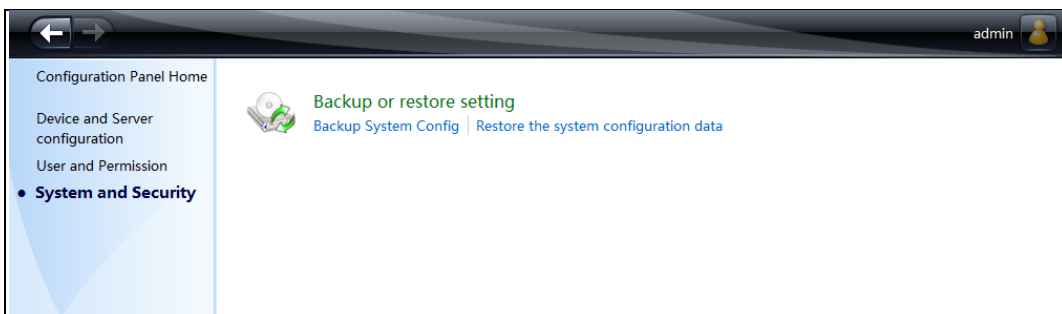 admin
Configuration Panel Home
Device and Server
configuration
User and Permission
System and Security
Backup or restore setting
Backup System Config Restore the system configuration data